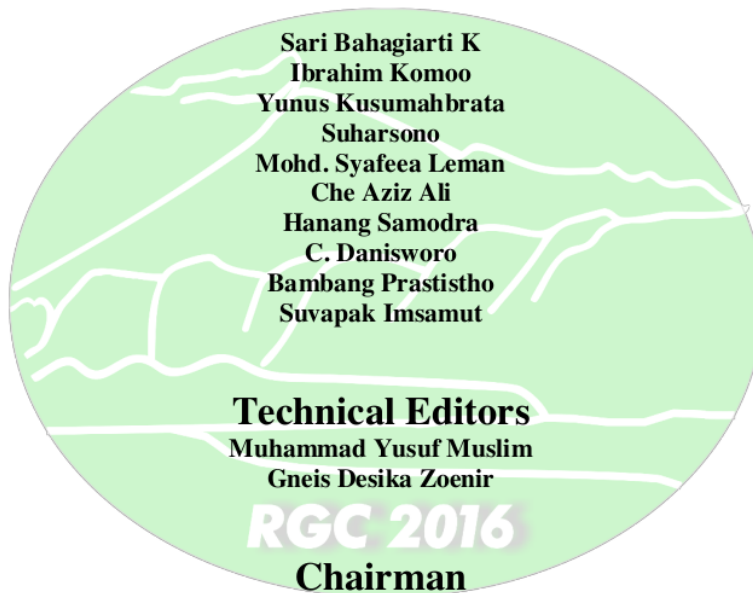 Sari Bahagiarti K
Ibrahim Komoo
Yunus Kusumahbrata
Suharsono
Mohd. Syafeea Leman
Che Aziz Ali
Hanang Samodra
C. Danisworo
Bambang Prastistho
Suvapak Imsamut
Technical Editors
Muhammad Yusuf Muslim
Gneis Desika Zoenir
RGC 2016
Chairman